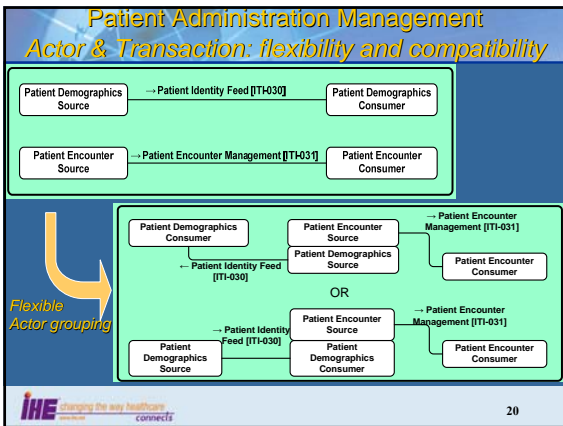 Patient Administration Management
Actor & Transaction: flexibility and compatibility
Patient Demographics
Source
→ Patient Identity Feed [ITI-030]
Patient Demographics
Consumer
Patient Encounter
Source
→ Patient Encounter Management [ITI-031]
Patient Encounter
Consumer
Flexible
Actor grouping
Patient Demographics
Consumer
← Patient Identity Feed
[ITI-030]
Patient Encounter
Source
Patient Demographics
Source
→ Patient Encounter
Management [ITI-031]
Patient Encounter
Consumer
OR
Patient
Demographics
Source
→ Patient Identity
Feed [ITI-030]
Patient Encounter
Source
Patient
Demographics
Consumer
→ Patient Encounter
Management [ITI-031]
Patient Encounter
Consumer
IHE changing the way healthcare
connects
20